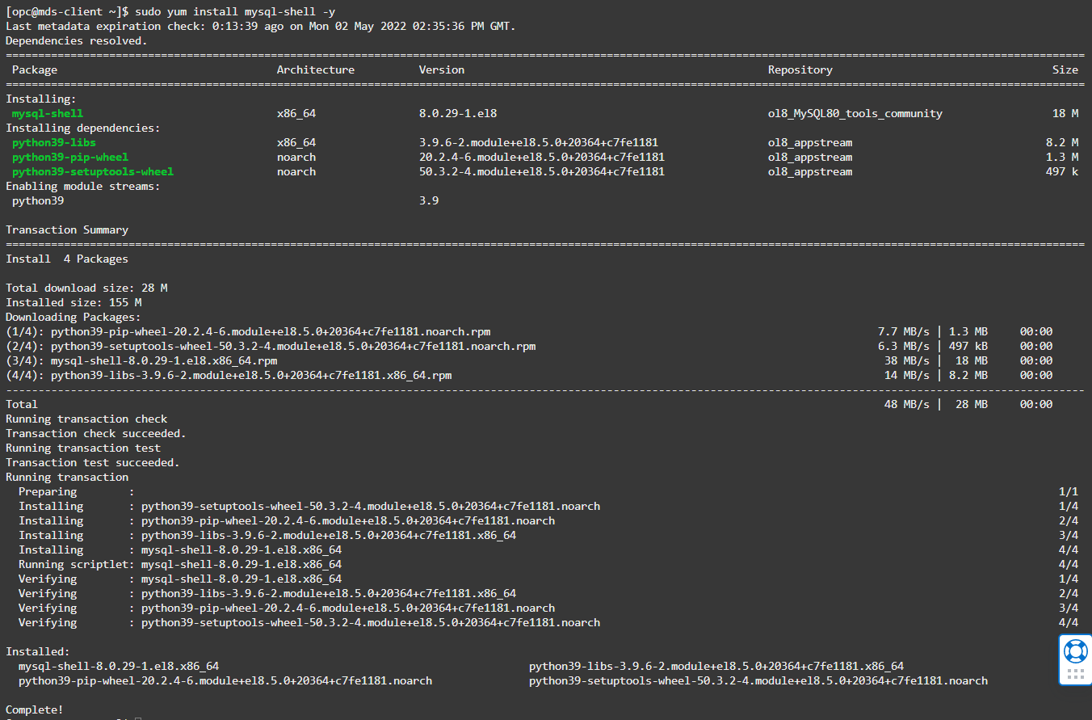 [opc@mds-client ~]$ sudo yum install mysql-shell -y
Last metadata expiration check: 0:13:39 ago on Mon 02 May 2022 02:35:36 PM GMT.
Dependencies resolved.
================================================================================
Package Architecture Version Repository Size
================================================================================
Installing:
mysql-shell x86_64 8.0.29-1.el8 ol8_MySQL80_tools_community 18 M
Installing dependencies:
python39-libs x86_64 3.9.6-2.module+el8.5.0+20364+c7fe1181 ol8_appstream 8.2 M
python39-pip-wheel noarch 20.2.4-6.module+el8.5.0+20364+c7fe1181 ol8_appstream 1.3 M
python39-setuptools-wheel noarch 50.3.2-4.module+el8.5.0+20364+c7fe1181 ol8_appstream 497 k
Enabling module streams:
python39 3.9
Transaction Summary
================================================================================
Install 4 Packages
Total download size: 28 M
Installed size: 155 M
Downloading Packages:
(1/4): python39-pip-wheel-20.2.4-6.module+el8.5.0+20364+c7fe1181.noarch.rpm 7.7 MB/s | 1.3 MB 00:00
(2/4): python39-setuptools-wheel-50.3.2-4.module+el8.5.0+20364+c7fe1181.noarch.rpm 6.3 MB/s | 497 kB 00:00
(3/4): mysql-shell-8.0.29-1.el8.x86_64.rpm 38 MB/s | 18 MB 00:00
(4/4): python39-libs-3.9.6-2.module+el8.5.0+20364+c7fe1181.x86_64.rpm 14 MB/s | 8.2 MB 00:00
--------------------------------------------------------------------------------
Total 48 MB/s | 28 MB 00:00
Running transaction check
Transaction check succeeded.
Running transaction test
Transaction test succeeded.
Running transaction
Preparing : 1/1
Installing : python39-setuptools-wheel-50.3.2-4.module+el8.5.0+20364+c7fe1181.noarch 1/4
Installing : python39-pip-wheel-20.2.4-6.module+el8.5.0+20364+c7fe1181.noarch 2/4
Installing : python39-libs-3.9.6-2.module+el8.5.0+20364+c7fe1181.x86_64 3/4
Installing : mysql-shell-8.0.29-1.el8.x86_64 4/4
Running scriptlet: mysql-shell-8.0.29-1.el8.x86_64 4/4
Verifying : mysql-shell-8.0.29-1.el8.x86_64 1/4
Verifying : python39-libs-3.9.6-2.module+el8.5.0+20364+c7fe1181.x86_64 2/4
Verifying : python39-pip-wheel-20.2.4-6.module+el8.5.0+20364+c7fe1181.noarch 3/4
Verifying : python39-setuptools-wheel-50.3.2-4.module+el8.5.0+20364+c7fe1181.noarch 4/4
Installed:
mysql-shell-8.0.29-1.el8.x86_64 python39-libs-3.9.6-2.module+el8.5.0+20364+c7fe1181.x86_64
python39-pip-wheel-20.2.4-6.module+el8.5.0+20364+c7fe1181.noarch python39-setuptools-wheel-50.3.2-4.module+el8.5.0+20364+c7fe1181.noarch
Complete!